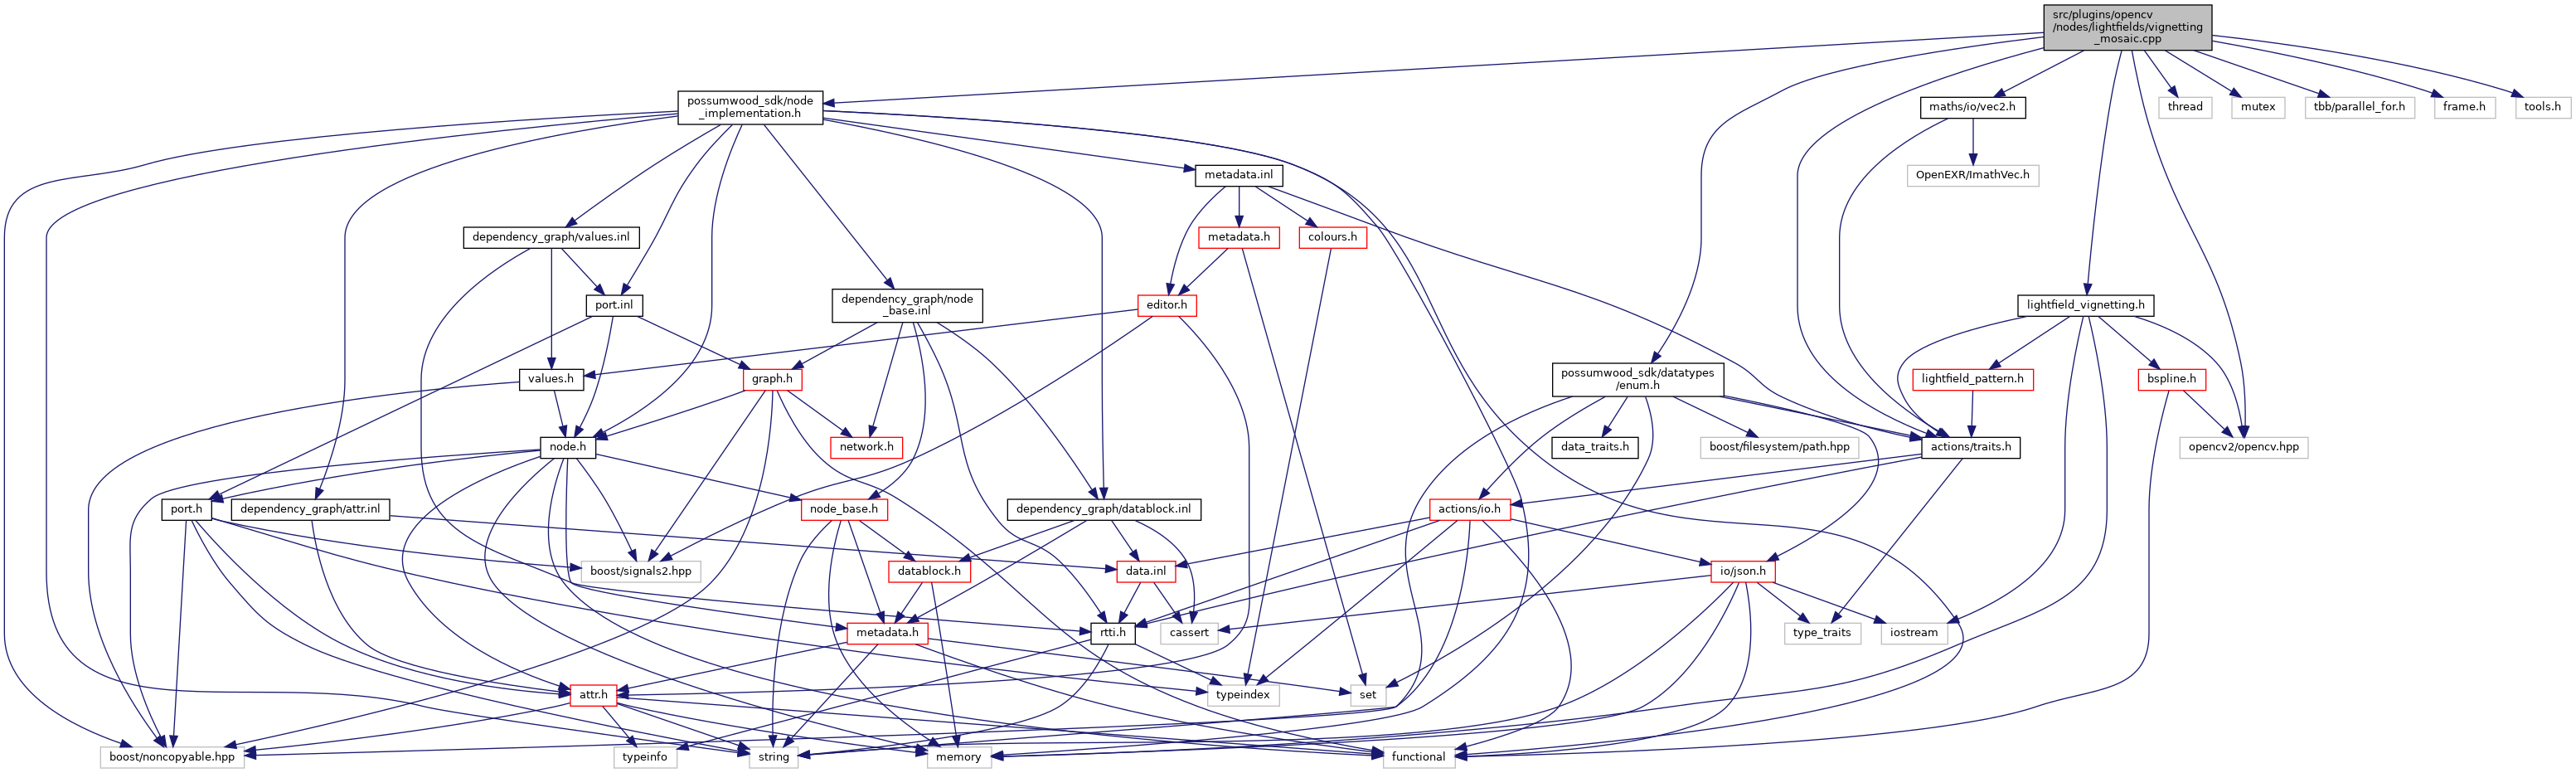 src/plugins/opencv
/nodes/lightfields/vignetting
_mosaic.cpp
possumwood_sdk/node
_implementation.h
maths/io/vec2.h
thread
mutex
tbb/parallel_for.h
frame.h
tools.h
metadata.inl
OpenEXR/ImathVec.h
dependency_graph/values.inl
metadata.h
colours.h
port.inl
dependency_graph/node
_base.inl
editor.h
lightfield_vignetting.h
values.h
graph.h
possumwood_sdk/datatypes
/enum.h
lightfield_pattern.h
bspline.h
node.h
network.h
data_traits.h
boost/filesystem/path.hpp
actions/traits.h
opencv2/opencv.hpp
port.h
dependency_graph/attr.inl
node_base.h
dependency_graph/datablock.inl
actions/io.h
boost/signals2.hpp
datablock.h
data.inl
io/json.h
metadata.h
rtti.h
cassert
type_traits
iostream
attr.h
typeindex
set
boost/noncopyable.hpp
typeinfo
string
memory
functional